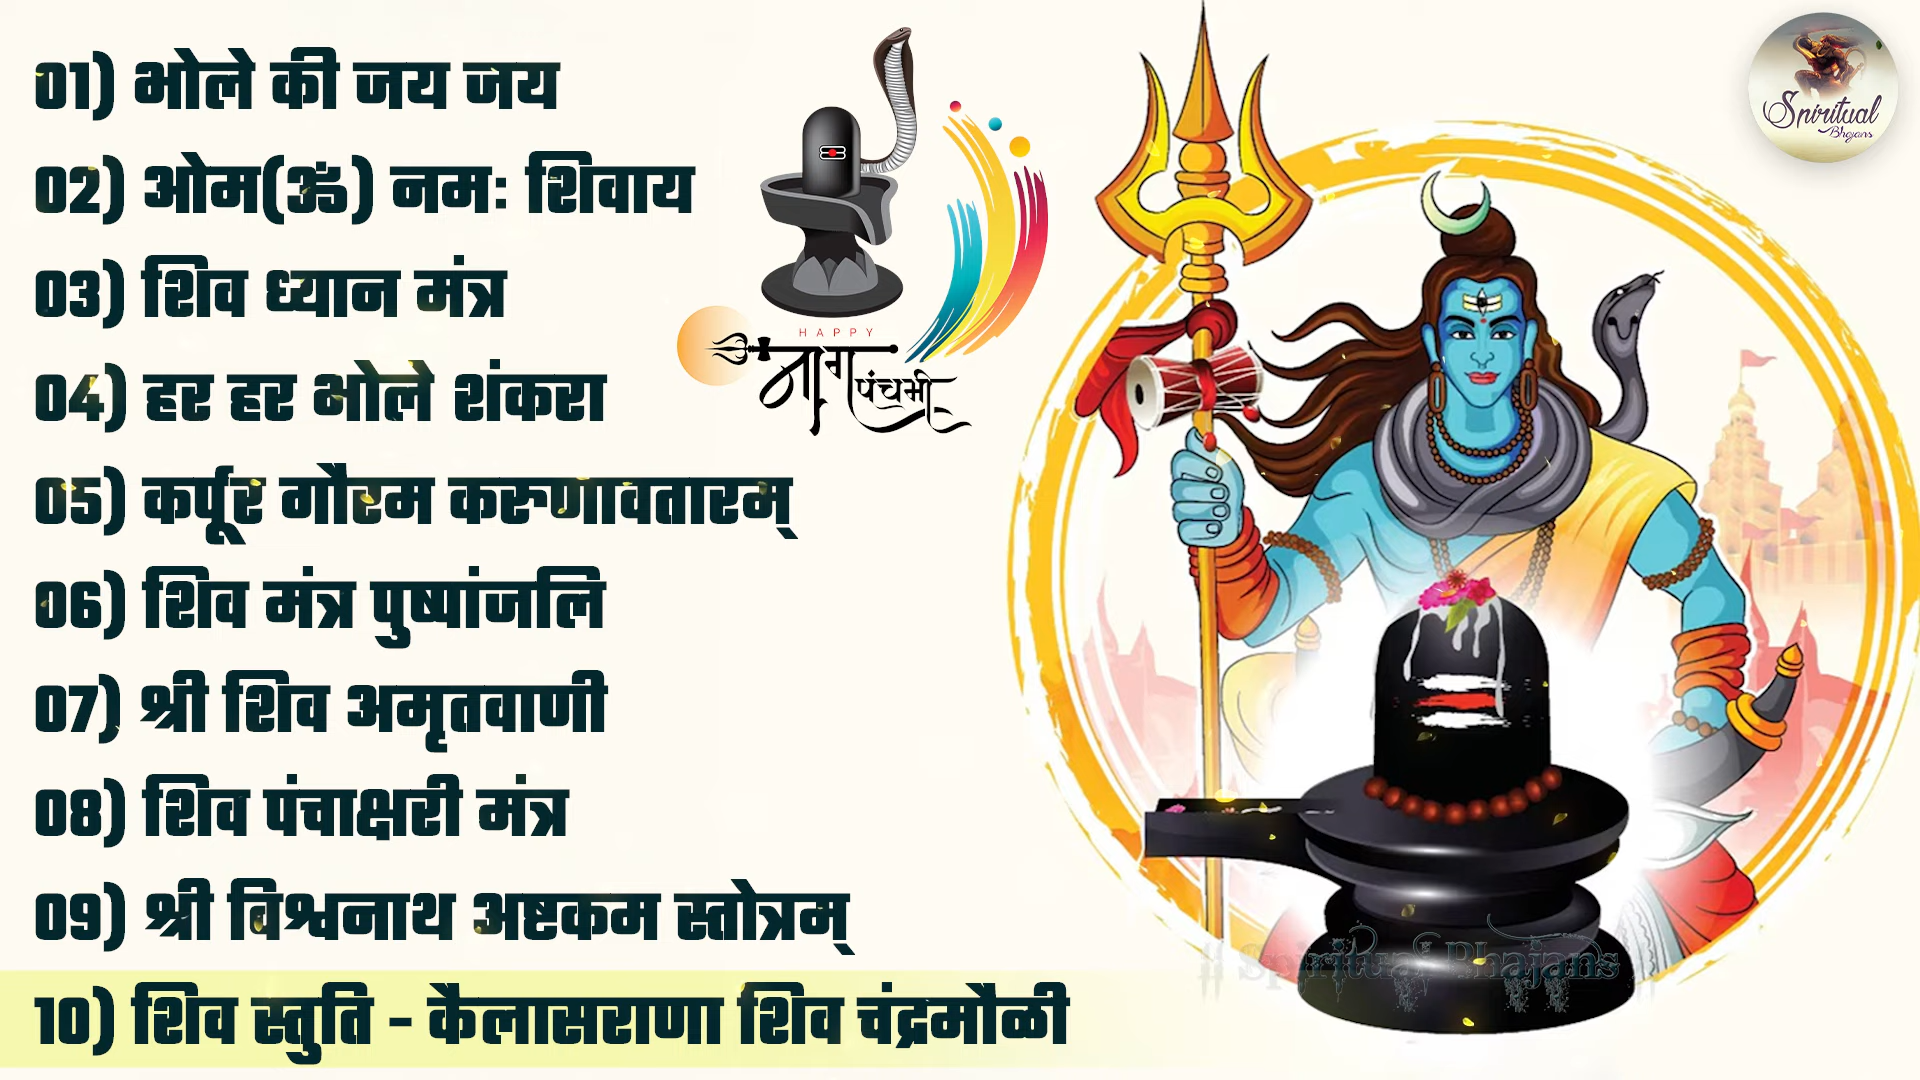 01) भोले की जय जय
02) ओम(ॐ) नमः शिवाय
03) शिव ध्यान मंत्र
04) हर हर भोले शंकरा
05) कर्पूर गौरम करुणावतारम्
06) शिव मंत्र पुष्पांजलि
07) श्री शिव अमृतवाणी
08) शिव पंचाक्षरी मंत्र
09) श्री विश्वनाथ अष्टकम स्तोत्रम्
10) शिव स्तुति - कैलासराणा शिव चंद्रमौळी
HAPPY
नाग पंचमी
Spiritual
Bhajans
|| Spiritual Bhajans ||